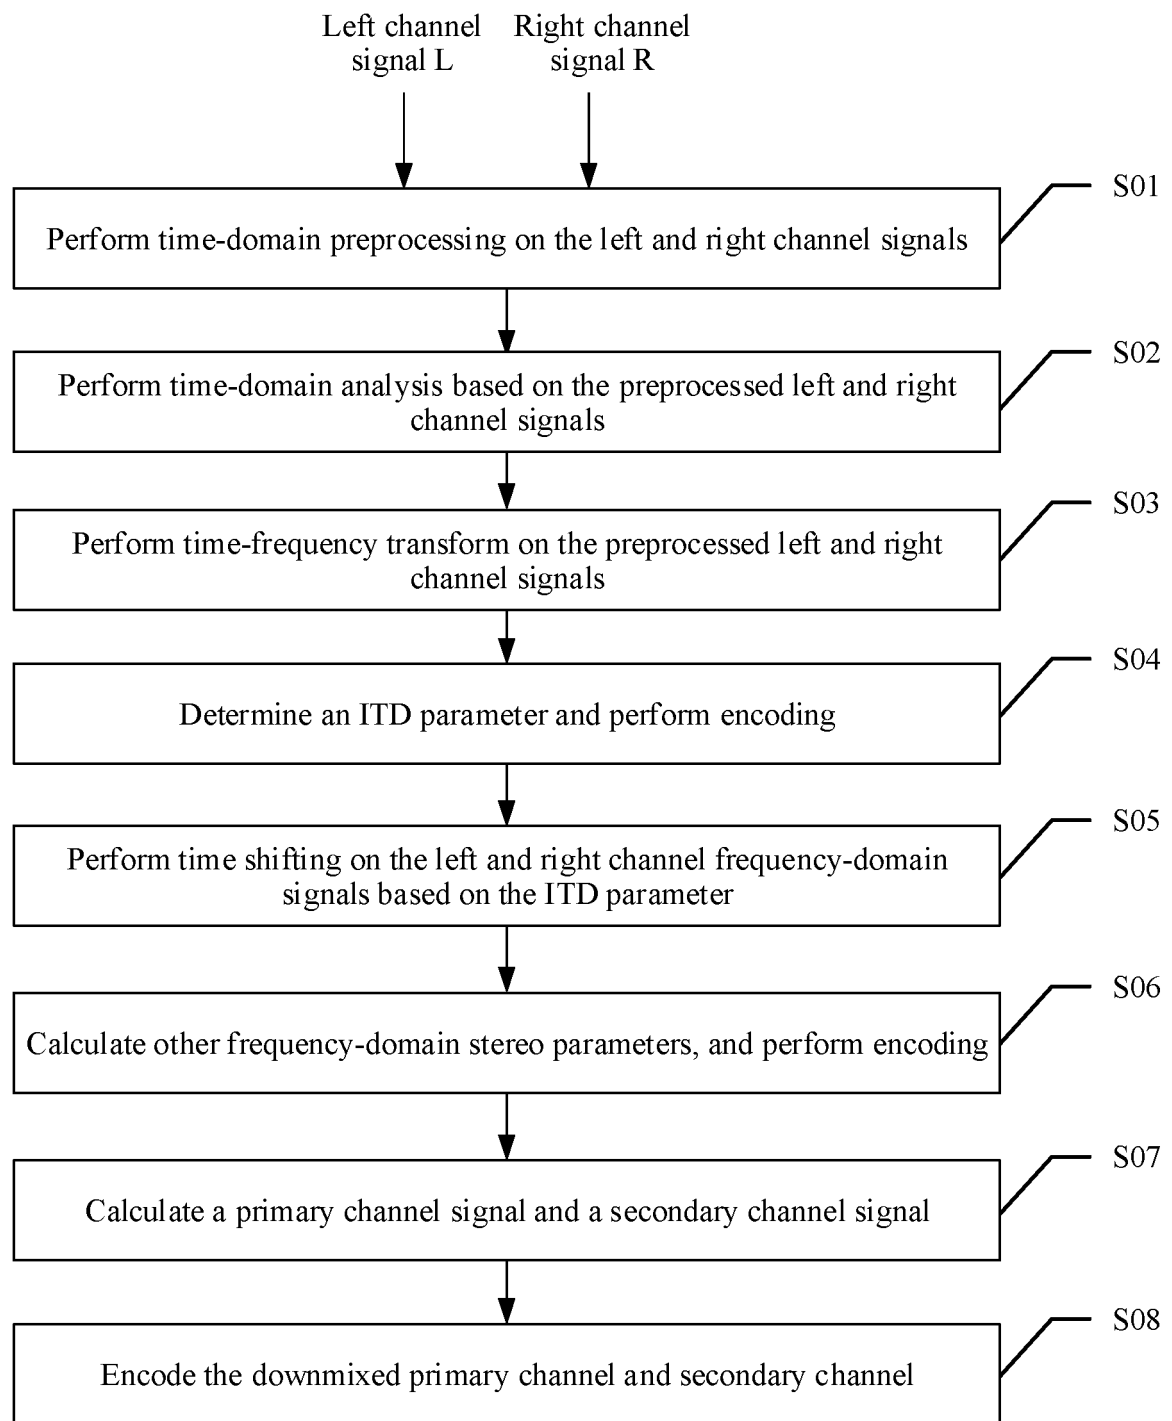 Left channel
signal L
Right channel
signal R
S01
Perform time-domain preprocessing on the left and right channel signals
S02
Perform time-domain analysis based on the preprocessed left and right
channel signals
S03
Perform time-frequency transform on the preprocessed left and right
channel signals
S04
Determine an ITD parameter and perform encoding
S05
Perform time shifting on the left and right channel frequency-domain
signals based on the ITD parameter
S06
Calculate other frequency-domain stereo parameters, and perform encoding
S07
Calculate a primary channel signal and a secondary channel signal
S08
Encode the downmixed primary channel and secondary channel